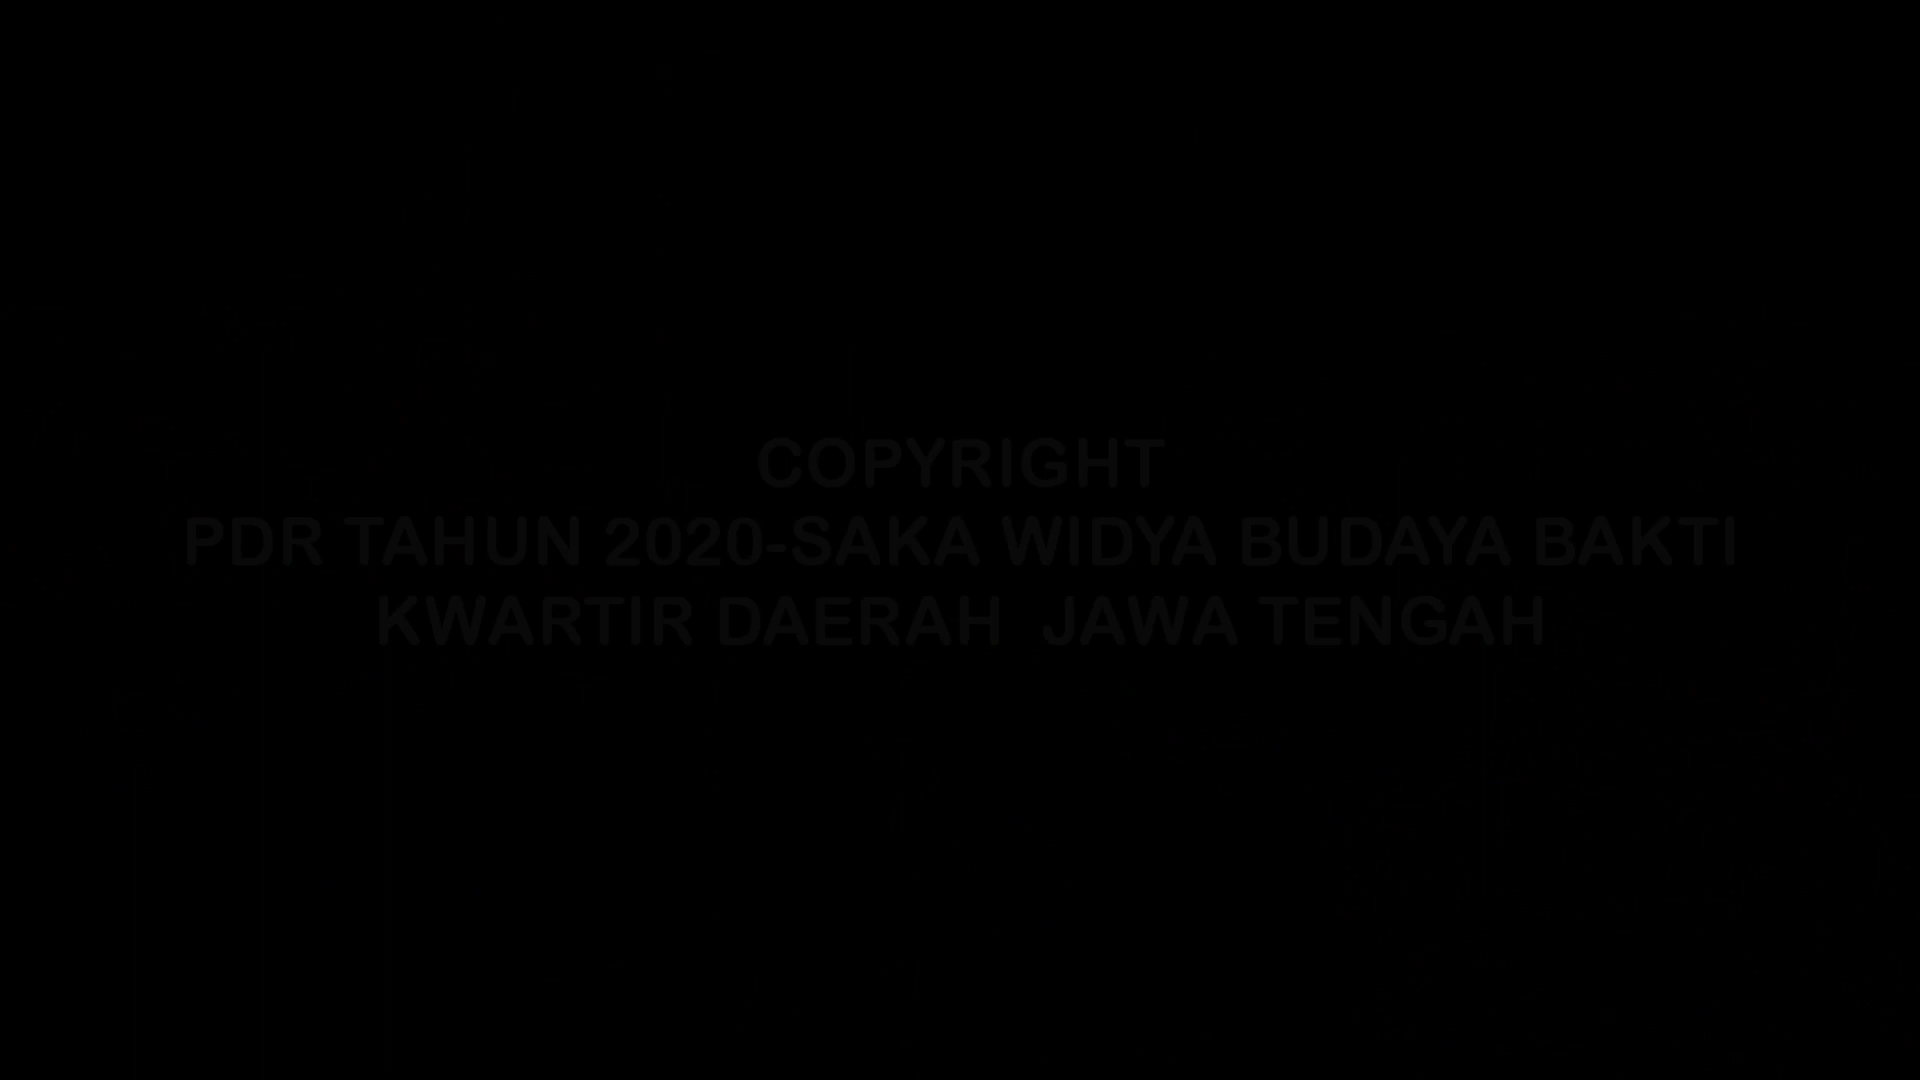 COPYRIGHT
PDR TAHUN 2020-SAKA WIDYA BUDAYA BAKTI
KWARTIR DAERAH JAWA TENGAH